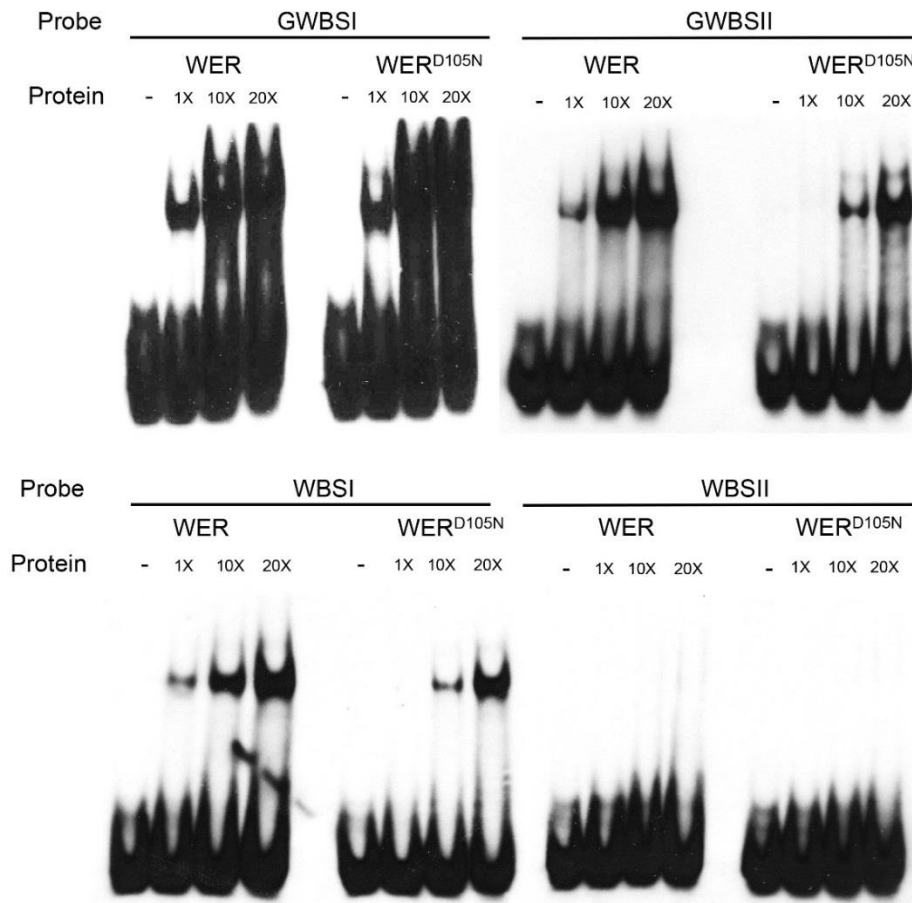 Probe GWBSI GWBSII
WER WER^D105N WER WER^D105N
Protein - 1X 10X 20X - 1X 10X 20X - 1X 10X 20X - 1X 10X 20X
Probe WBSI WBSII
WER WER^D105N WER WER^D105N
Protein - 1X 10X 20X - 1X 10X 20X - 1X 10X 20X - 1X 10X 20X